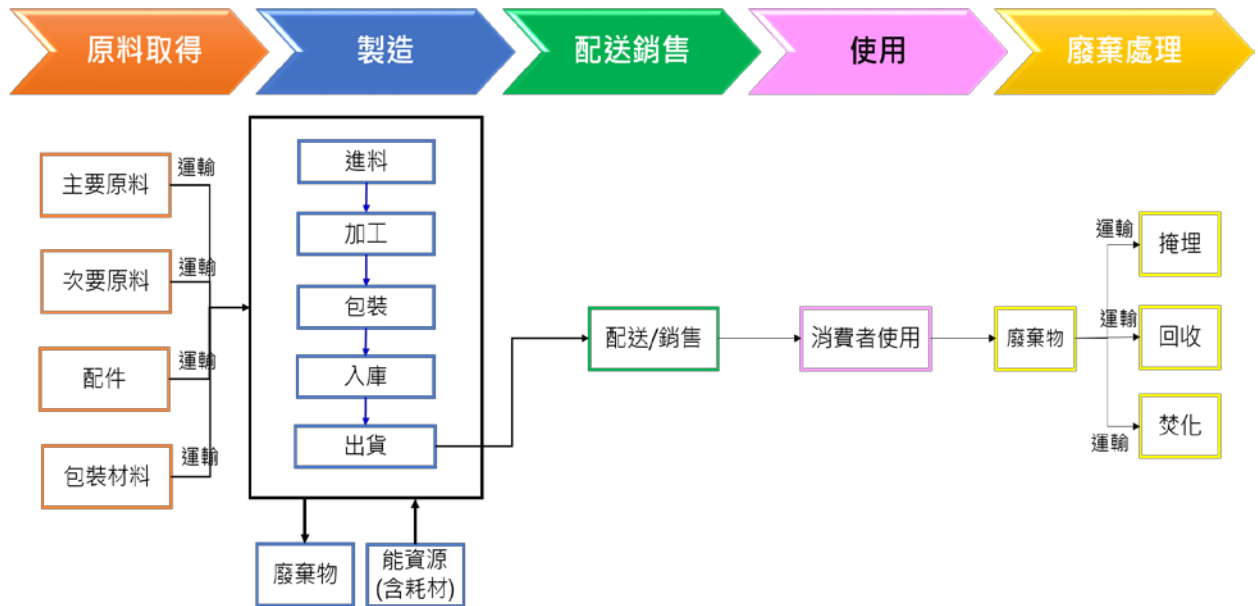 原料取得
製造
配送銷售
使用
廢棄處理
主要原料
運輸
次要原料
運輸
配件
運輸
包裝材料
運輸
進料
加工
包裝
入庫
出貨
廢棄物
能資源
(含耗材)
配送/銷售
消費者使用
廢棄物
運輸
掩埋
運輸
回收
運輸
焚化